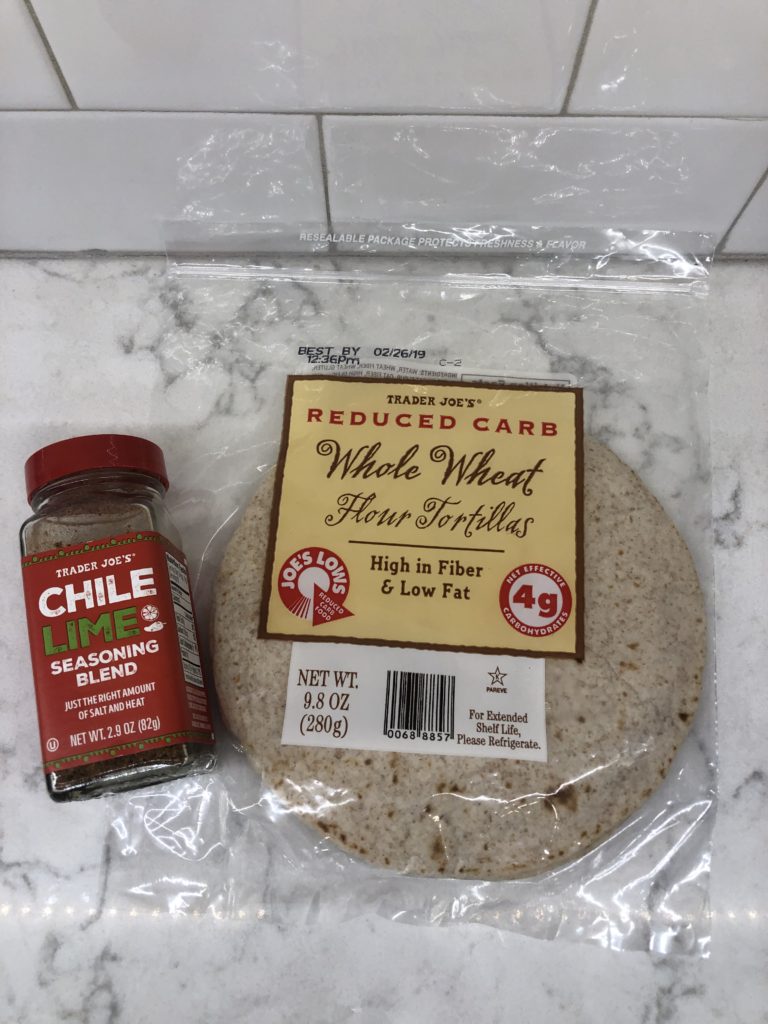 RESEALABLE PACKAGE PROTECTS FRESHNESS & FLAVOR
BEST BY 02/26/19 C-2
12:36Pm
TRADER JOE'S®
REDUCED CARB
Whole Wheat
Flour Tortillas
High in Fiber
& Low Fat
JOE'S LOWS
REDUCED CARB FOOD
NET EFFECTIVE
4g
CARBOHYDRATES
NET WT.
9.8 OZ
(280g)
0068 8857
PAREVE
For Extended
Shelf Life,
Please Refrigerate.
TRADER JOE'S®
CHILE
LIME
SEASONING
BLEND
JUST THE RIGHT AMOUNT
OF SALT AND HEAT
NET WT. 2.9 OZ (82g)